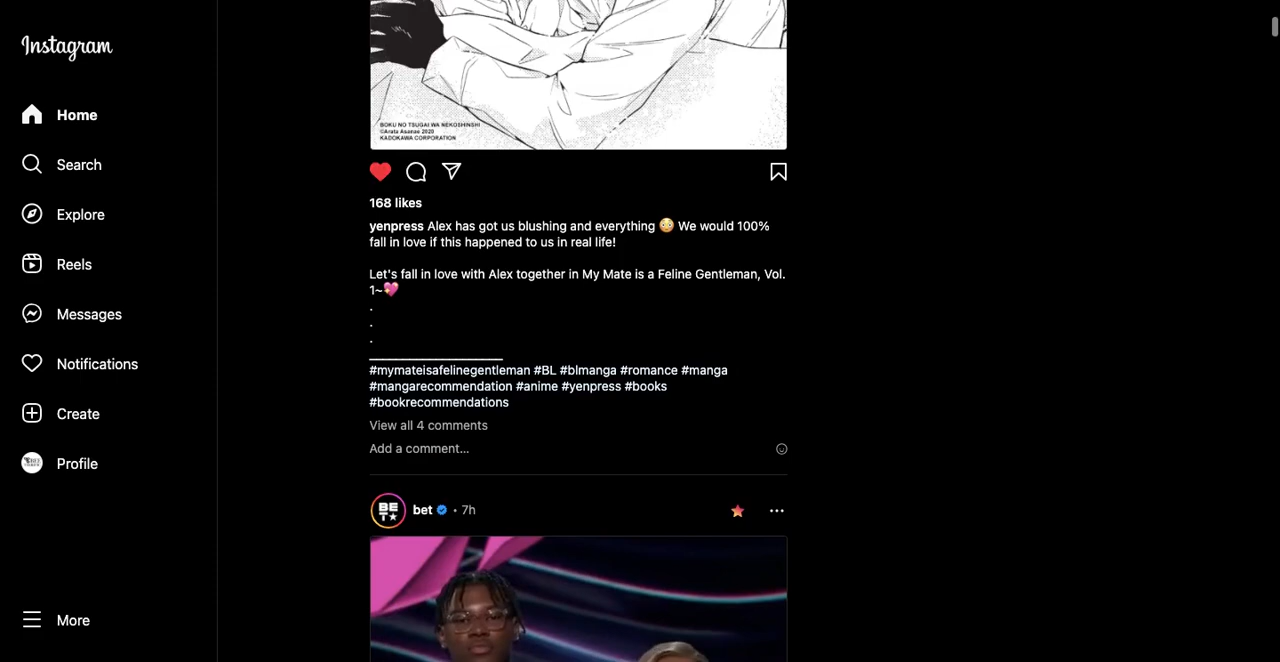 Instagram
Home
Search
Explore
Reels
Messages
Notifications
Create
Profile
More
BOKU NO TSUGAI WA NEKOSHINSHI
©Arata Asanae 2020
KADOKAWA CORPORATION
168 likes
yenpress Alex has got us blushing and everything 😳 We would 100%
fall in love if this happened to us in real life!
Let's fall in love with Alex together in My Mate is a Feline Gentleman, Vol.
1~💖
.
.
.
___________________
#mymateisafelinegentleman #BL #blmanga #romance #manga
#mangarecommendation #anime #yenpress #books
#bookrecommendations
View all 4 comments
Add a comment...
BET
bet • 7h